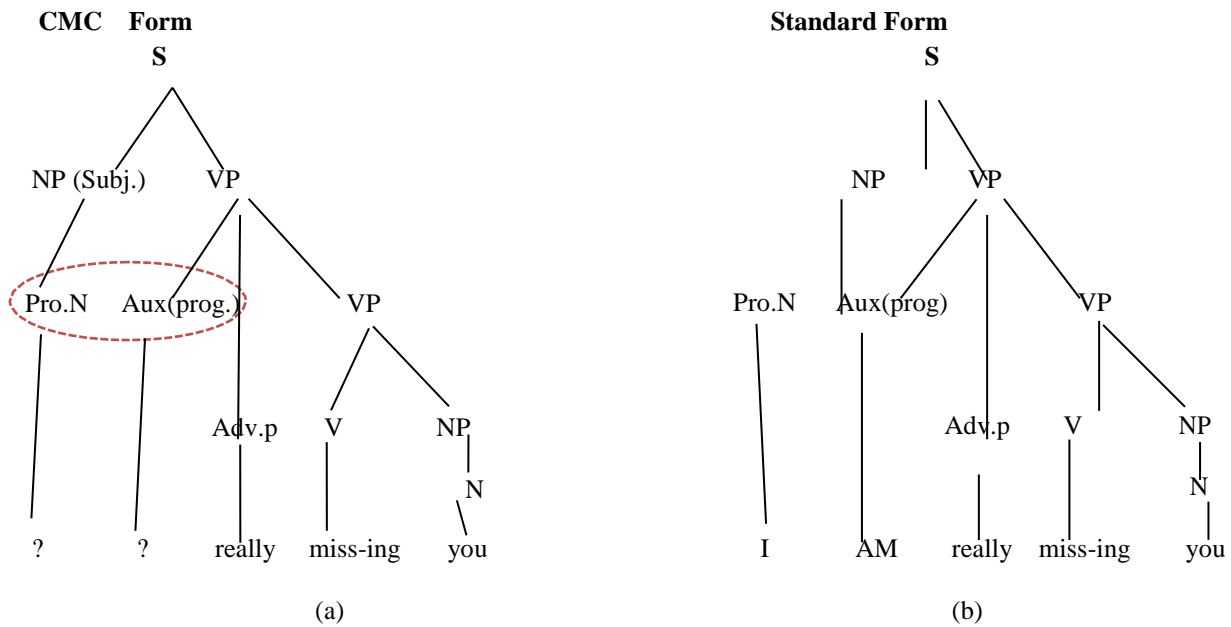 CMC Form Standard Form
S S
NP (Subj.) VP NP VP
Pro.N Aux(prog.) VP Pro.N Aux(prog) VP
Adv.p V NP Adv.p V NP
N N
? ? really miss-ing you I AM really miss-ing you
(a) (b)